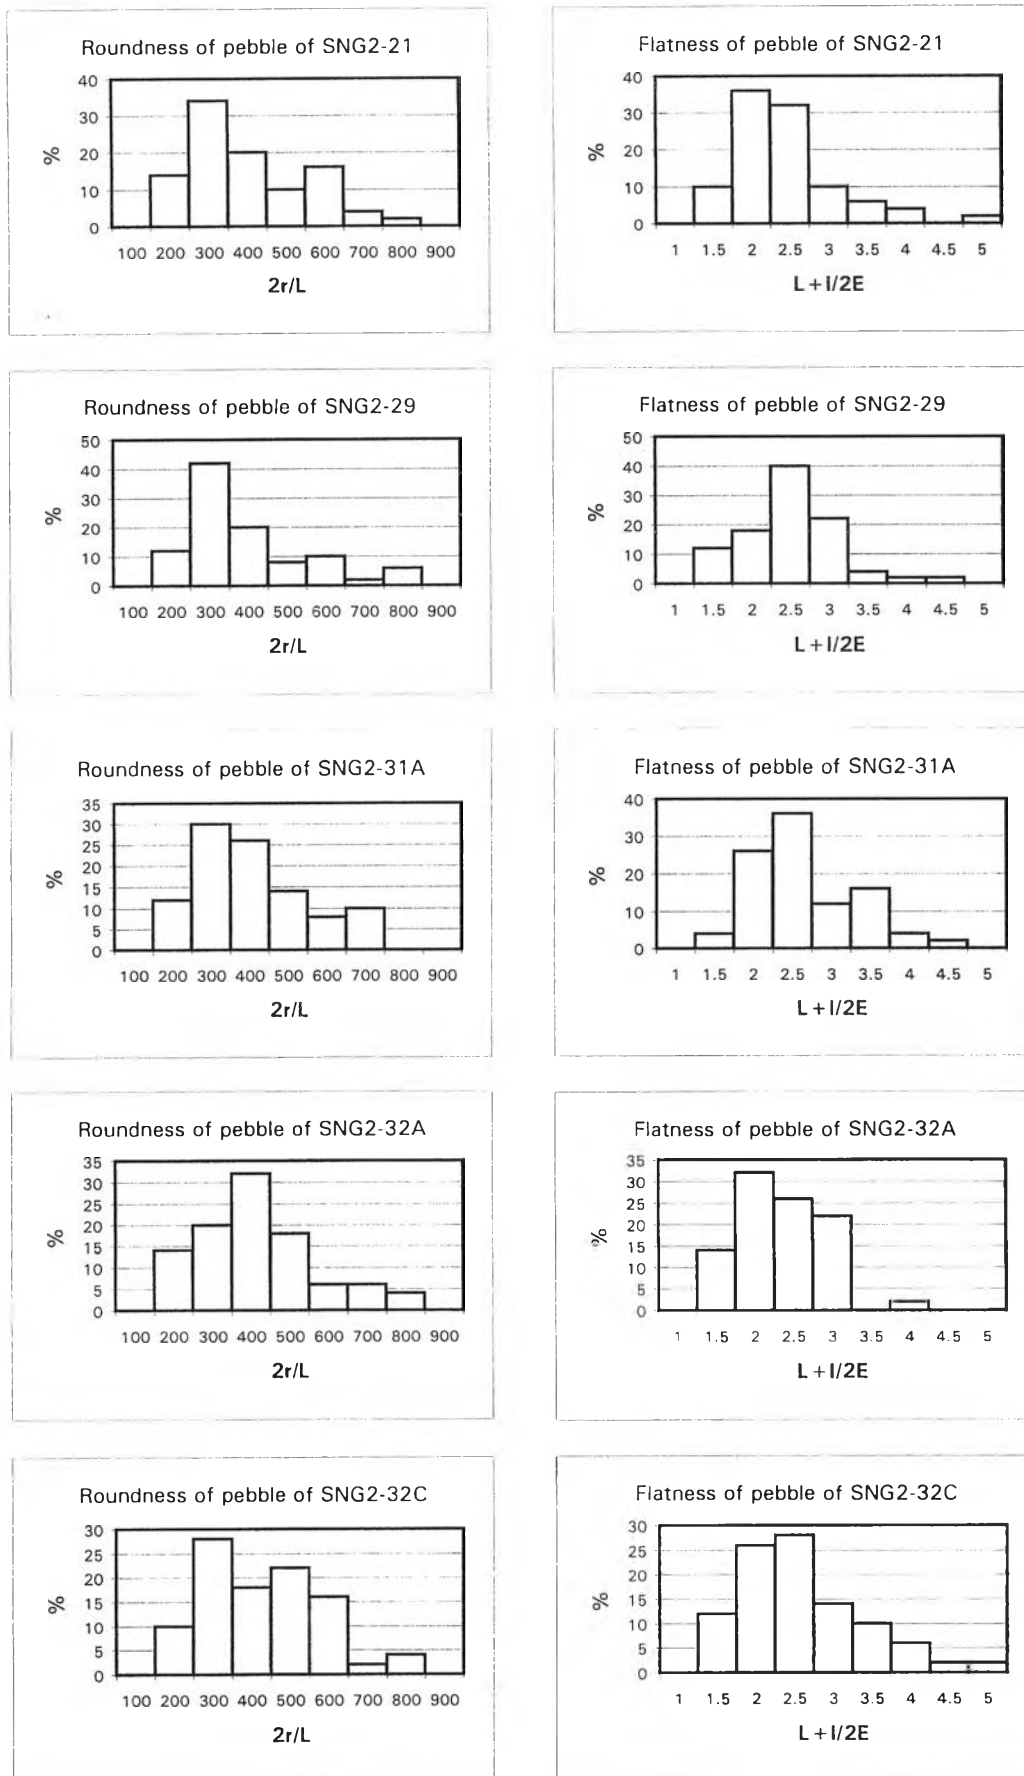 Roundness of pebble of SNG2-21
40
30
20
10
0
%
100 200 300 400 500 600 700 800 900
2r/L
Flatness of pebble of SNG2-21
40
30
20
10
0
%
1 1.5 2 2.5 3 3.5 4 4.5 5
L+l/2E
Roundness of pebble of SNG2-29
50
40
30
20
10
0
%
100 200 300 400 500 600 700 800 900
2r/L
Flatness of pebble of SNG2-29
50
40
30
20
10
0
%
1 1.5 2 2.5 3 3.5 4 4.5 5
L+l/2E
Roundness of pebble of SNG2-31A
35
30
25
20
15
10
5
0
%
100 200 300 400 500 600 700 800 900
2r/L
Flatness of pebble of SNG2-31A
40
30
20
10
0
%
1 1.5 2 2.5 3 3.5 4 4.5 5
L+l/2E
Roundness of pebble of SNG2-32A
35
30
25
20
15
10
5
0
%
100 200 300 400 500 600 700 800 900
2r/L
Flatness of pebble of SNG2-32A
35
30
25
20
15
10
5
0
%
1 1.5 2 2.5 3 3.5 4 4.5 5
L+l/2E
Roundness of pebble of SNG2-32C
30
25
20
15
10
5
0
%
100 200 300 400 500 600 700 800 900
2r/L
Flatness of pebble of SNG2-32C
30
25
20
15
10
5
0
%
1 1.5 2 2.5 3 3.5 4 4.5 5
L+l/2E